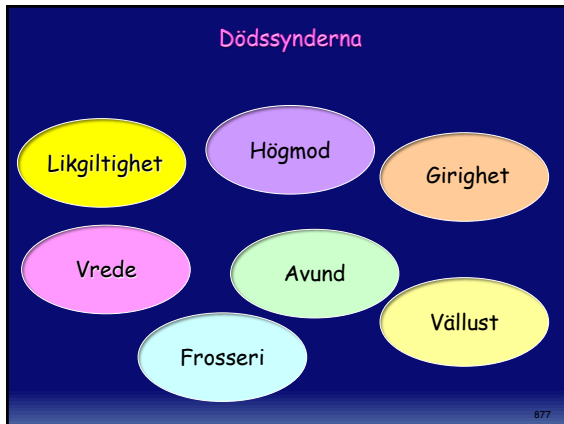 Dödssynderna
Likgiltighet
Högmod
Girighet
Vrede
Avund
Vällust
Frosseri
877